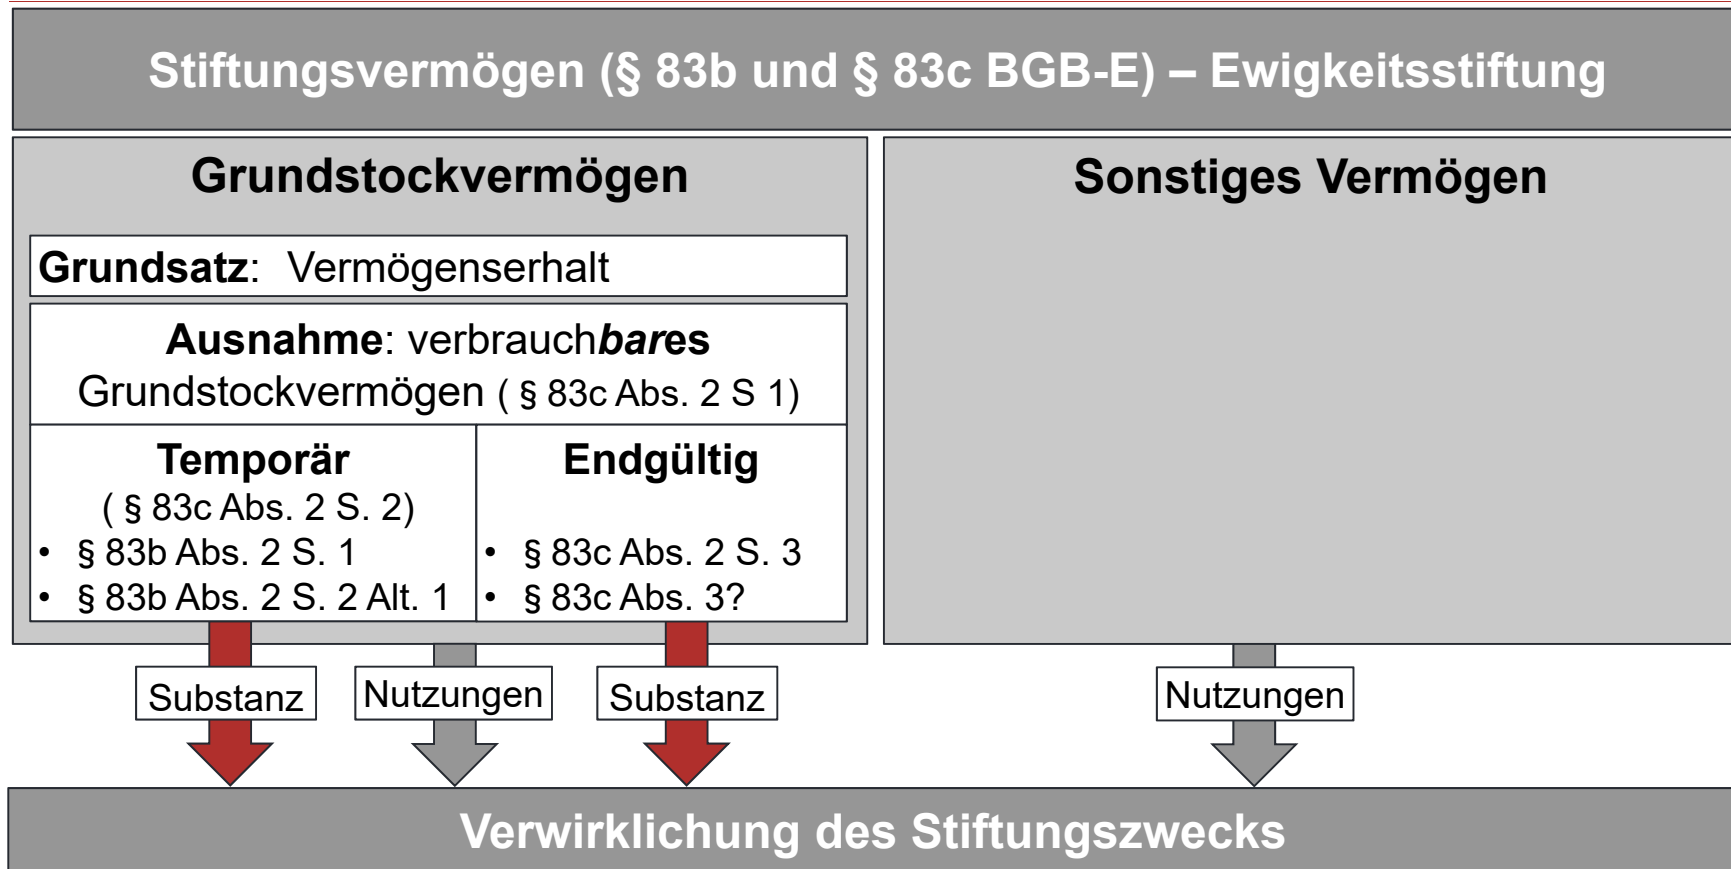 Stiftungsvermögen (§ 83b und § 83c BGB-E) – Ewigkeitsstiftung
Grundstockvermögen
Grundsatz: Vermögenserhalt
Ausnahme: verbrauchbares
Grundstockvermögen ( § 83c Abs. 2 S 1)
Temporär
( § 83c Abs. 2 S. 2)
• § 83b Abs. 2 S. 1
• § 83b Abs. 2 S. 2 Alt. 1
Endgültig
• § 83c Abs. 2 S. 3
• § 83c Abs. 3?
Sonstiges Vermögen
Substanz
Nutzungen
Substanz
Nutzungen
Verwirklichung des Stiftungszwecks